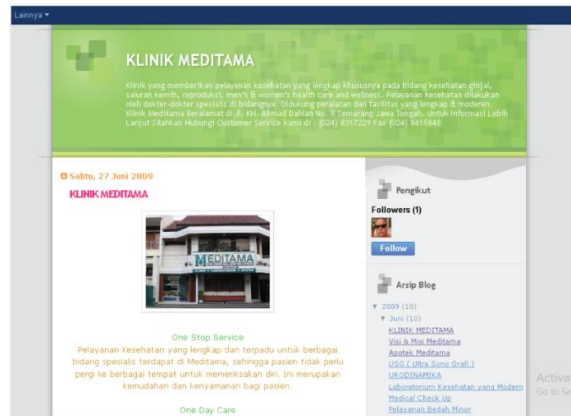 Lainnya
KLINIK MEDITAMA
Klinik yang memberikan pelayanan kesehatan yang lengkap khususnya pada bidang kesehatan ginjal,
saluran kemih, reproduksi, men's & women's health care and wellness. Pelayanan kesehatan dilakukan
oleh dokter-dokter spesialis di bidangnya. Didukung peralatan dan fasilitas yang lengkap & moderen.
Klinik Meditama Beralamat di Jl. KH. Ahmad Dahlan No. 9 Semarang Jawa Tengah. Untuk Informasi Lebih
Lanjut Silahkan Hubungi Customer Service kami di : (024) 8317229 Fax (024) 8415848
Sabtu, 27 Juni 2009
KLINIK MEDITAMA
MEDITAMA
One Stop Service
Pelayanan Kesehatan yang lengkap dan terpadu untuk berbagai
bidang spesialis terdapat di Meditama, sehingga pasien tidak perlu
pergi ke berbagai tempat untuk memeriksakan diri. Ini merupakan
kemudahan dan kenyamanan bagi pasien.
One Day Care
Pengikut
Followers (1)
Follow
Arsip Blog
▼ 2009 (10)
▼ Juni (10)
KLINIK MEDITAMA
Visi & Misi Meditama
Apotek Meditama
USG ( Ultra Sono Grafi )
URODINAMIKA
Laboratorium Kesehatan yang Modern
Medical Check Up
Pelayanan Bedah Minor
Activa
Go to Se